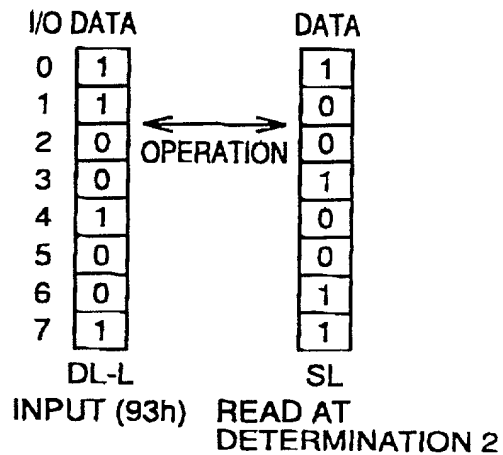 I/O DATA DATA
0 1 1
1 1 0
2 0 OPERATION 0
3 0 1
4 1 0
5 0 0
6 0 1
7 1 1
DL-L SL
INPUT (93h) READ AT
DETERMINATION 2